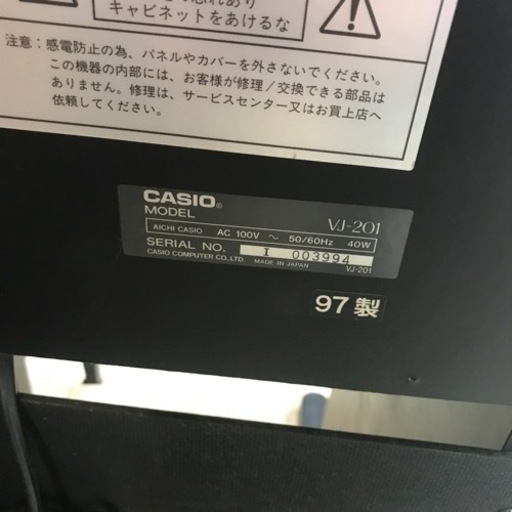 キャビネットをあけるな
注意：感電防止の為、パネルやカバーを外さないでください。
この機器の内部には、お客様が修理/交換できる部品は
ありません。修理は、サービスセンター又はお買上店へ
依頼してください。
CASIO®
MODEL VJ-201
AICHI CASIO AC 100V ～ 50/60Hz 40W
SERIAL NO. I 003994
CASIO COMPUTER CO.,LTD. MADE IN JAPAN VJ-201
97製